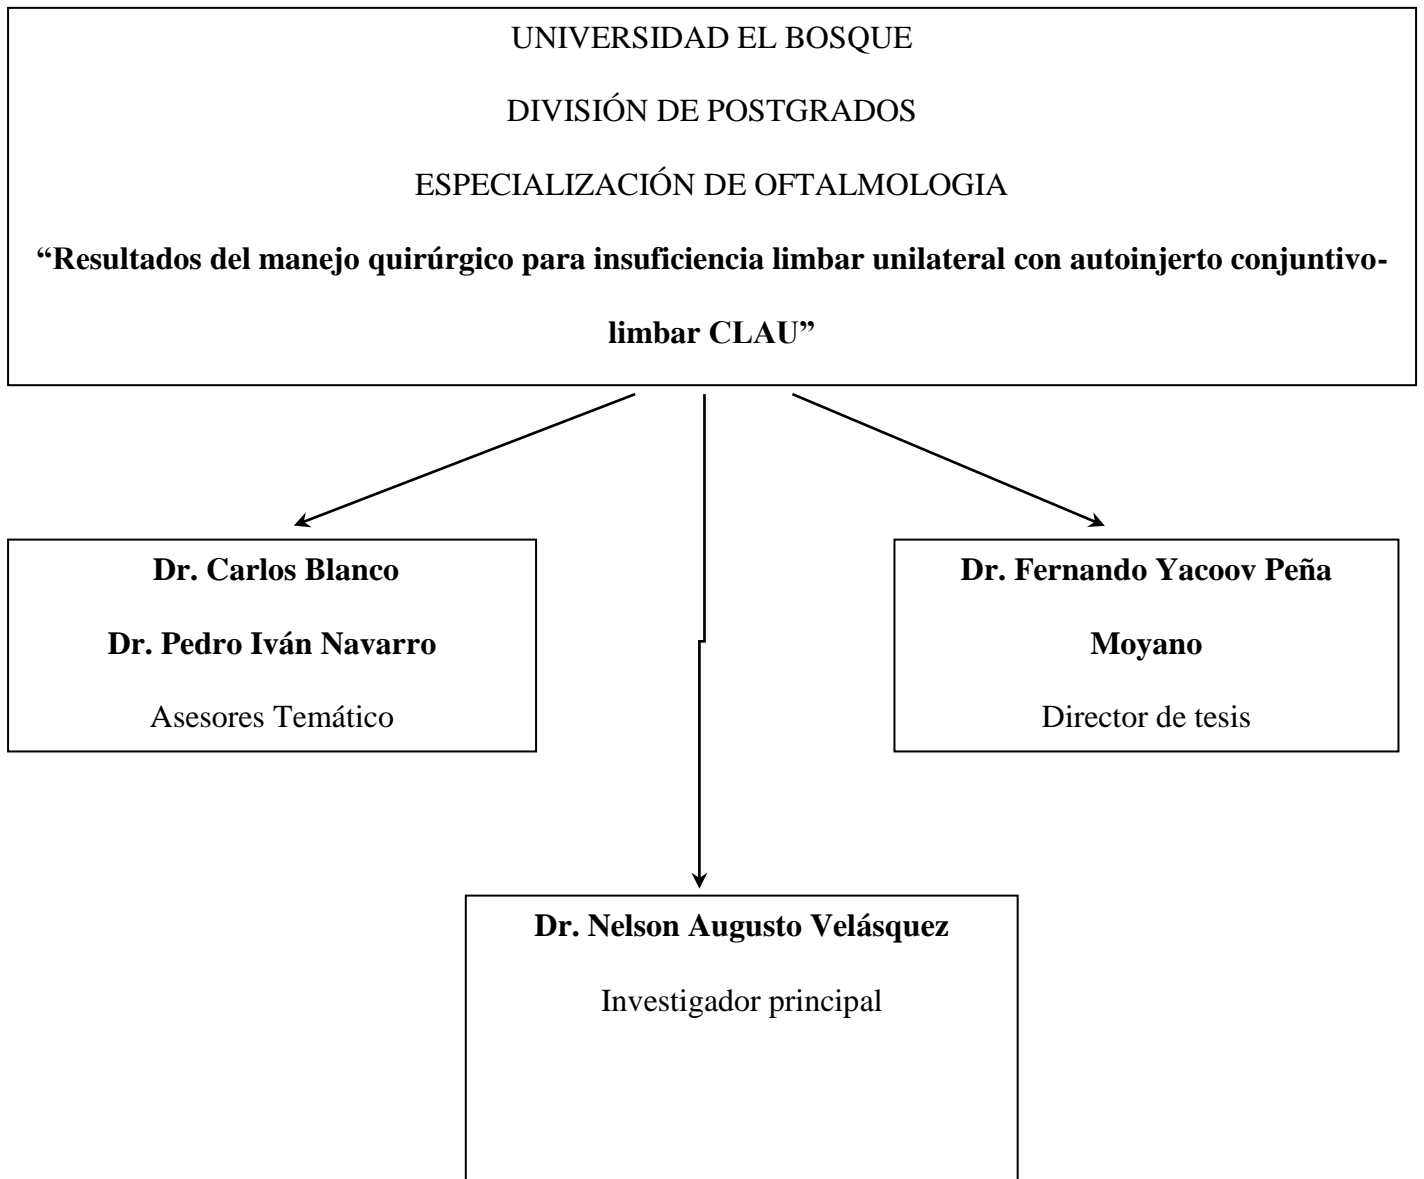 UNIVERSIDAD EL BOSQUE
DIVISIÓN DE POSTGRADOS
ESPECIALIZACIÓN DE OFTALMOLOGIA
“Resultados del manejo quirúrgico para insuficiencia limbar unilateral con autoinjerto conjuntivo-
limbar CLAU”
Dr. Carlos Blanco
Dr. Pedro Iván Navarro
Asesores Temático
Dr. Fernando Yacoov Peña
Moyano
Director de tesis
Dr. Nelson Augusto Velásquez
Investigador principal